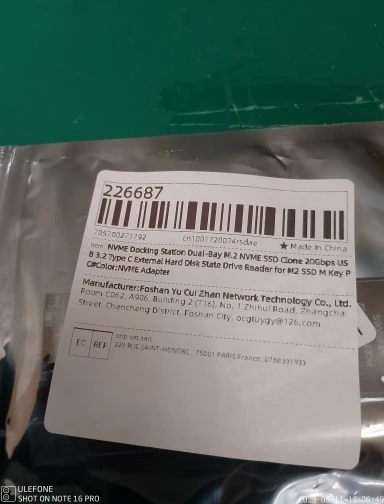 226687
705200271792 cn1001720074rsdae ★ Made in China
Item: NVME Docking Station Dual-Bay M.2 NVME SSD Clone 20Gbps US
B 3.2 Type C External Hard Disk State Drive Reader for M2 SSD M Key P
C#Color:NVME Adapter
Manufacturer:Foshan Yu Cui Zhan Network Technology Co., Ltd.
Room C062, A906, Building 2 (T16), No. 1 Zhihui Road, Zhangcha
Street, Chancheng District, Foshan City, ocgtuygy@126.com
EC REP
220 RUE SAINT-HONORE, 75001 PARIS France, 0766391933
ULEFONE
SHOT ON NOTE 16 PRO